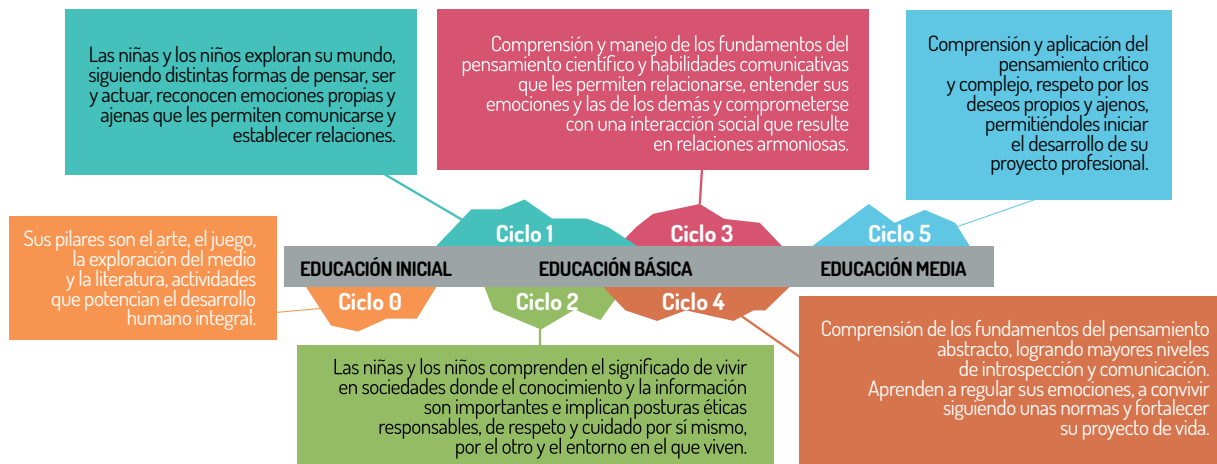 Las niñas y los niños exploran su mundo,
siguiendo distintas formas de pensar, ser
y actuar, reconocen emociones propias y
ajenas que les permiten comunicarse y
establecer relaciones.
Comprensión y manejo de los fundamentos del
pensamiento científico y habilidades comunicativas
que les permiten relacionarse, entender sus
emociones y las de los demás y comprometerse
con una interacción social que resulte
en relaciones armoniosas.
Comprensión y aplicación del
pensamiento crítico
y complejo, respeto por los
deseos propios y ajenos,
permitiéndoles iniciar
el desarrollo de su
proyecto profesional.
Sus pilares son el arte, el juego,
la exploración del medio
y la literatura, actividades
que potencian el desarrollo
humano integral.
Ciclo 1
Ciclo 3
Ciclo 5
EDUCACIÓN INICIAL
EDUCACIÓN BÁSICA
EDUCACIÓN MEDIA
Ciclo 0
Ciclo 2
Ciclo 4
Las niñas y los niños comprenden el significado de vivir
en sociedades donde el conocimiento y la información
son importantes e implican posturas éticas
responsables, de respeto y cuidado por sí mismo,
por el otro y el entorno en el que viven.
Comprensión de los fundamentos del pensamiento
abstracto, logrando mayores niveles
de introspección y comunicación.
Aprenden a regular sus emociones, a convivir
siguiendo unas normas y fortalecer
su proyecto de vida.